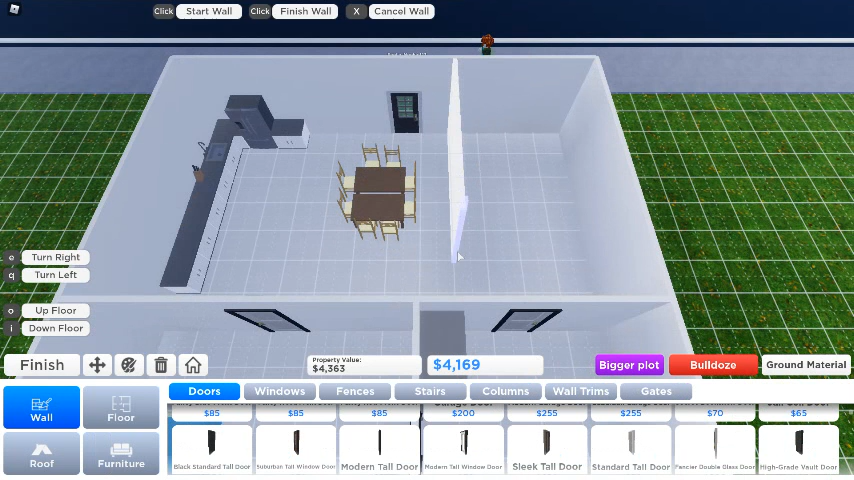 Click Start Wall Click Finish Wall X Cancel Wall
e Turn Right
q Turn Left
o Up Floor
i Down Floor
Finish
Property Value:
$4,363
$4,169
Bigger plot
Bulldoze
Ground Material
Wall
Floor
Roof
Furniture
Doors Windows Fences Stairs Columns Wall Trims Gates
$85 $85 $85 $200 $255 $255 $70 $65
Black Standard Tall Door Suburban Tall Window Door Modern Tall Door Modern Tall Window Door Sleek Tall Door Standard Tall Door Fancier Double Glass Door High-Grade Vault Door